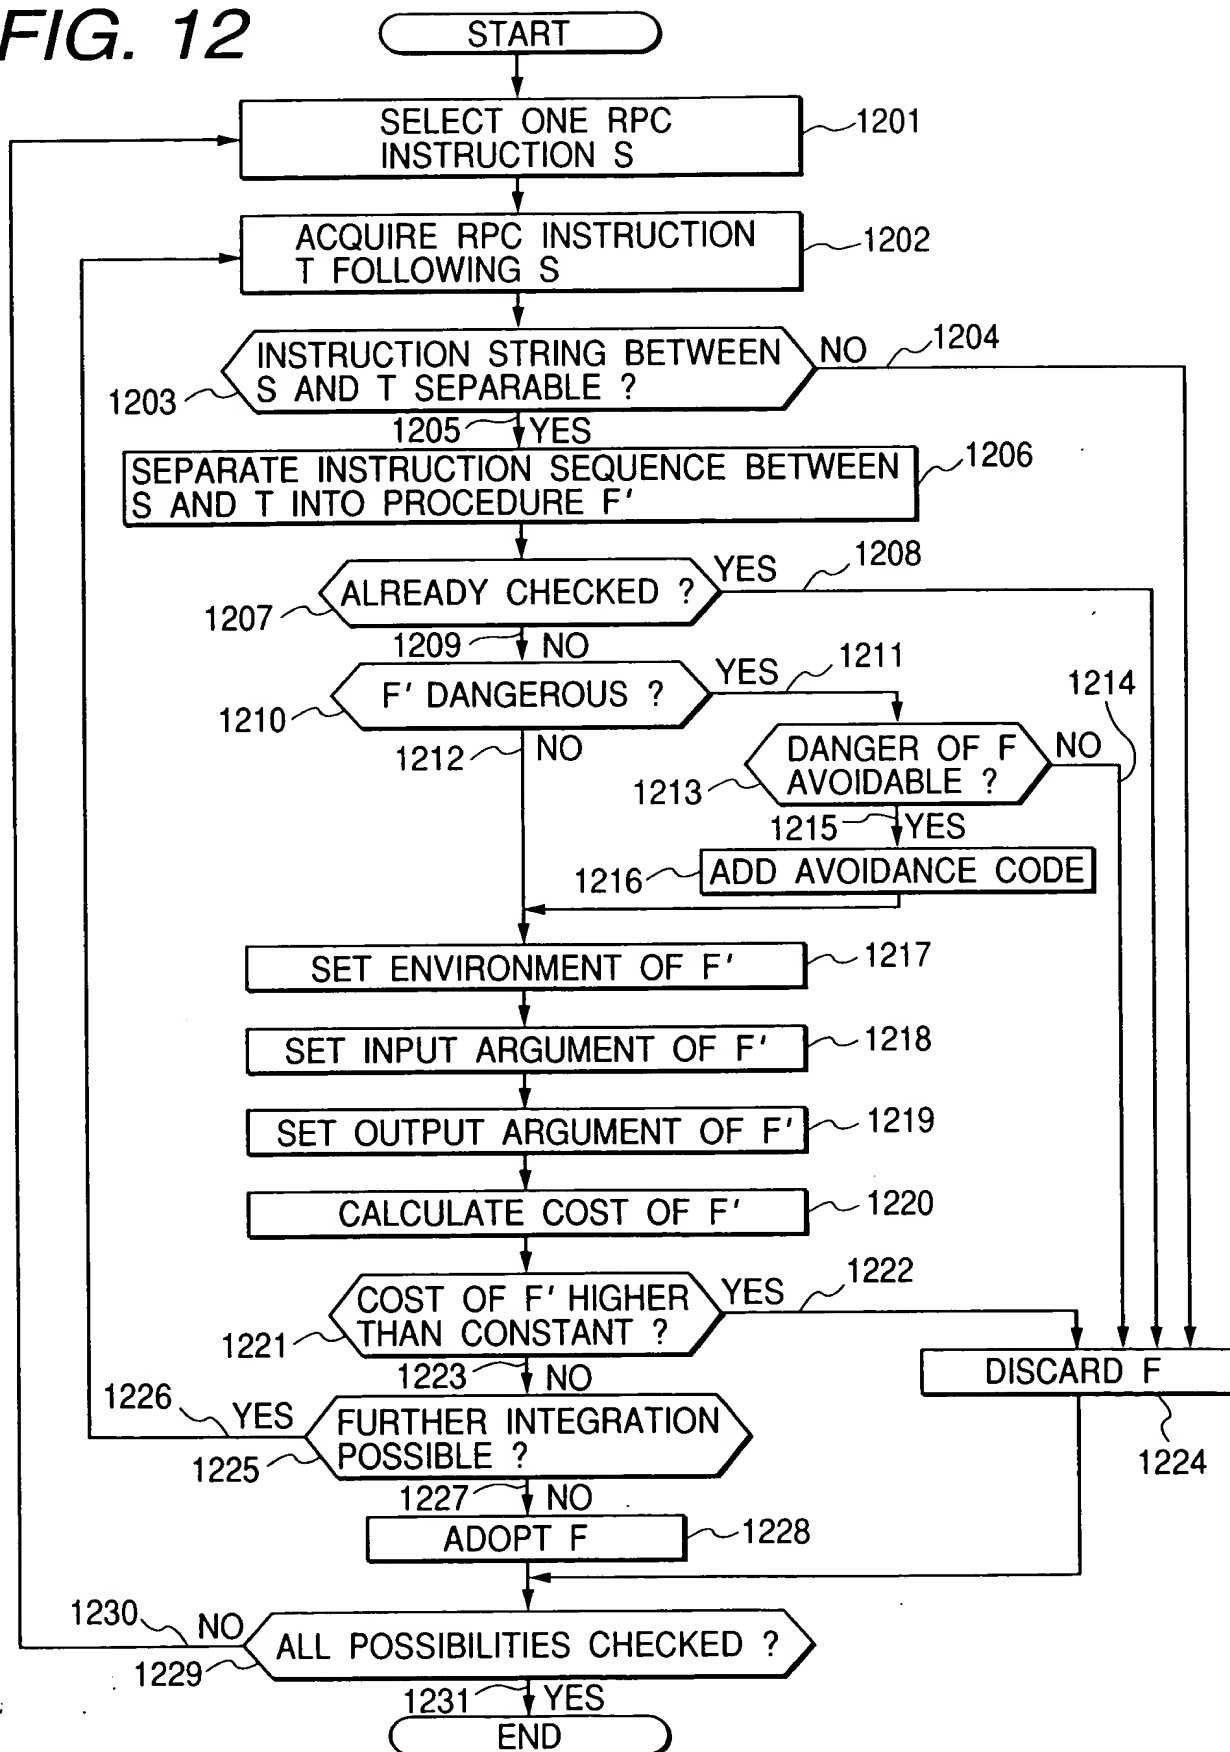 FIG. 12
START
SELECT ONE RPC
INSTRUCTION S
1201
ACQUIRE RPC INSTRUCTION
T FOLLOWING S
1202
INSTRUCTION STRING BETWEEN
S AND T SEPARABLE ?
1203
NO
1204
1205
YES
SEPARATE INSTRUCTION SEQUENCE BETWEEN
S AND T INTO PROCEDURE F'
1206
ALREADY CHECKED ?
1207
YES
1208
1209
NO
F' DANGEROUS ?
1210
YES
1211
1212
NO
DANGER OF F
AVOIDABLE ?
1213
NO
1214
1215
YES
ADD AVOIDANCE CODE
1216
SET ENVIRONMENT OF F'
1217
SET INPUT ARGUMENT OF F'
1218
SET OUTPUT ARGUMENT OF F'
1219
CALCULATE COST OF F'
1220
COST OF F' HIGHER
THAN CONSTANT ?
1221
YES
1222
1223
NO
DISCARD F
1224
FURTHER INTEGRATION
POSSIBLE ?
1225
1226
YES
1227
NO
ADOPT F
1228
ALL POSSIBILITIES CHECKED ?
1229
1230
NO
1231
YES
END